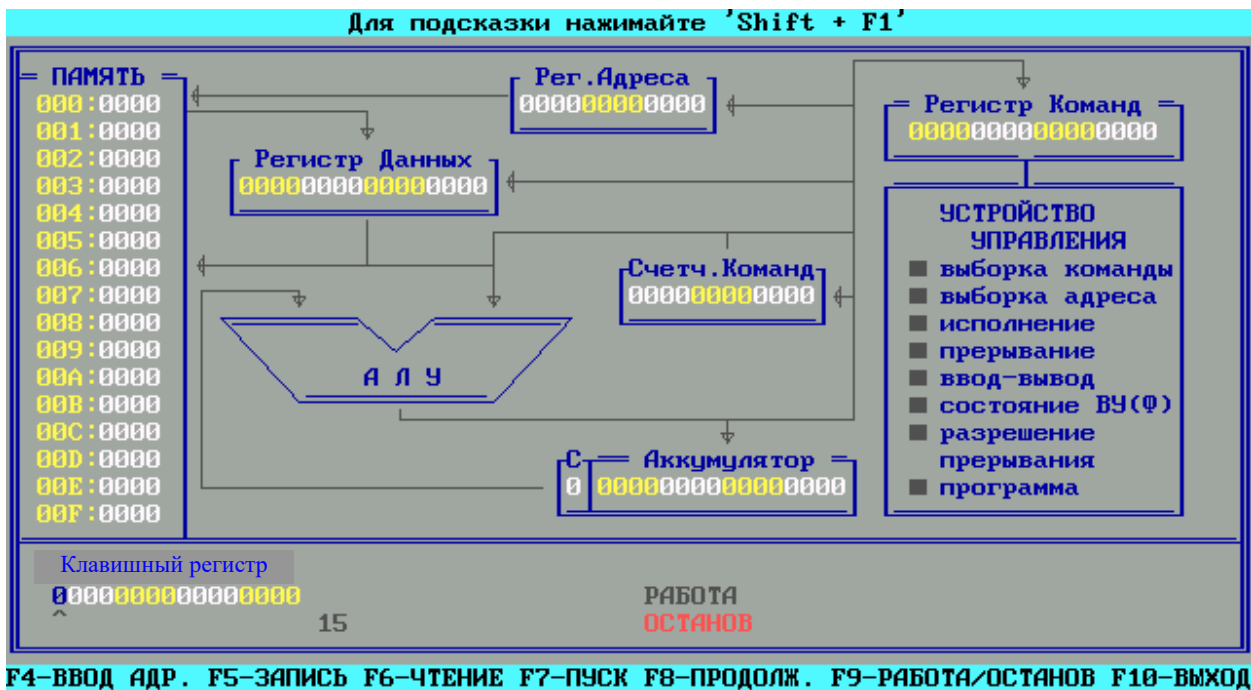 Для подсказки нажимайте 'Shift + F1'
ПАМЯТЬ
000:0000
001:0000
002:0000
003:0000
004:0000
005:0000
006:0000
007:0000
008:0000
009:0000
00A:0000
00B:0000
00C:0000
00D:0000
00E:0000
00F:0000
Рег.Адреса
000000000000
Регистр Команд
0000000000000000
Регистр Данных
0000000000000000
Счетч.Команд
000000000000
АЛУ
С Аккумулятор
0 0000000000000000
УСТРОЙСТВО
УПРАВЛЕНИЯ
выборка команды
выборка адреса
исполнение
прерывание
ввод-вывод
состояние ВУ(Ф)
разрешение
прерывания
программа
Клавишный регистр
0000000000000000
^
15
РАБОТА
ОСТАНОВ
F4-ВВОД АДР. F5-ЗАПИСЬ F6-ЧТЕНИЕ F7-ПУСК F8-ПРОДОЛЖ. F9-РАБОТА/ОСТАНОВ F10-ВЫХОД